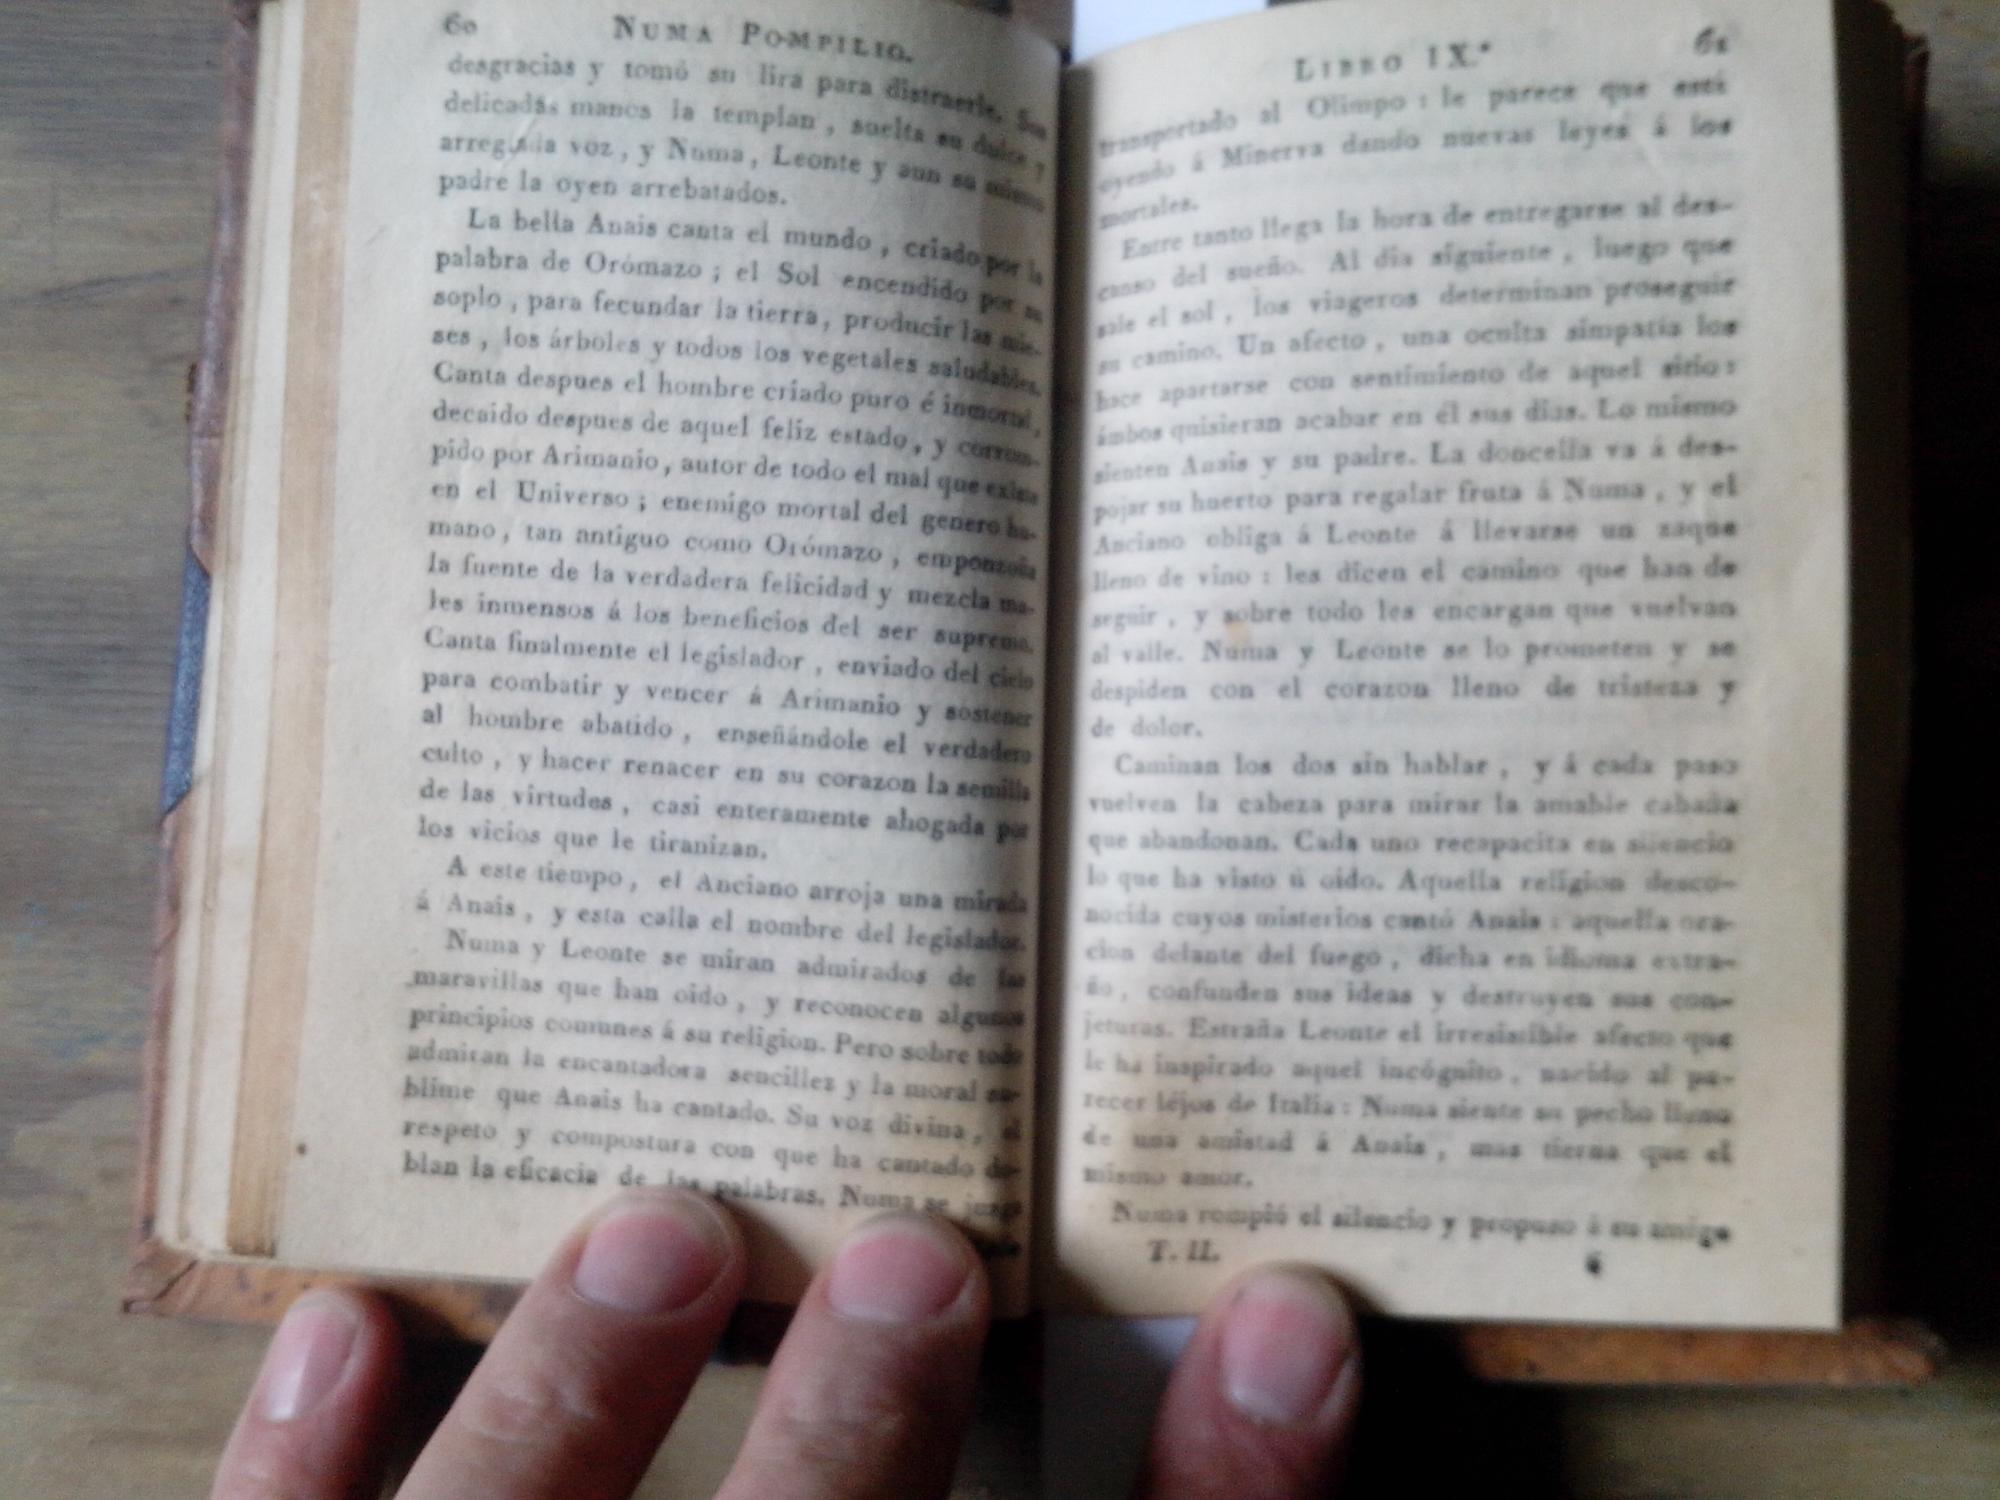 60 NUMA POMPILIO.
desgracias y tomó su lira para distraerle. Sus
delicadas manos la templan, suelta su dulce y
arreglada voz, y Numa, Leonte y aun su mismo
padre la oyen arrebatados.
La bella Anais canta el mundo, criado por la
palabra de Orómazo; el Sol encendido por su
soplo, para fecundar la tierra, producir las mie-
ses, los árboles y todos los vegetales saludables.
Canta despues el hombre criado puro é inmortal,
decaido despues de aquel feliz estado, y corrom-
pido por Arimanio, autor de todo el mal que existe
en el Universo; enemigo mortal del genero hu-
mano, tan antiguo como Orómazo, emponzoña
la fuente de la verdadera felicidad y mezcla ma-
les inmensos á los beneficios del ser supremo.
Canta finalmente el legislador, enviado del cielo
para combatir y vencer á Arimanio y sostener
al hombre abatido, enseñándole el verdadero
culto, y hacer renacer en su corazon la semilla
de las virtudes, casi enteramente ahogada por
los vicios que le tiranizan.
A este tiempo, el Anciano arroja una mirada
á Anais, y esta calla el nombre del legislador.
Numa y Leonte se miran admirados de las
maravillas que han oido, y reconocen algunos
principios comunes á su religion. Pero sobre todo
admiran la encantadora sencillez y la moral su-
blime que Anais ha cantado. Su voz divina, el
respeto y compostura con que ha cantado do-
blan la eficacia de las palabras. Numa se juzga
LIBRO IX.º 61
transportado al Olimpo: le parece que está
oyendo á Minerva dando nuevas leyes á los
mortales.
Entre tanto llega la hora de entregarse al des-
canso del sueño. Al dia siguiente, luego que
sale el sol, los viageros determinan proseguir
su camino. Un afecto, una oculta simpatía los
hace apartarse con sentimiento de aquel sitio:
ámbos quisieran acabar en él sus dias. Lo mismo
sienten Anais y su padre. La doncella va á des-
pojar su huerto para regalar fruta á Numa, y el
Anciano obliga á Leonte á llevarse un zaque
lleno de vino: les dicen el camino que han de
seguir, y sobre todo les encargan que vuelvan
al valle. Numa y Leonte se lo prometen y se
despiden con el corazon lleno de tristeza y
de dolor.
Caminan los dos sin hablar, y á cada paso
vuelven la cabeza para mirar la amable cabaña
que abandonan. Cada uno recapacita en silencio
lo que ha visto ú oido. Aquella religion desco-
nocida cuyos misterios cantó Anais: aquella ora-
cion delante del fuego, dicha en idioma extra-
ño, confunden sus ideas y destruyen sus con-
jeturas. Estraña Leonte el irresistible afecto que
le ha inspirado aquel incógnito, nacido al pa-
recer léjos de Italia: Numa siente su pecho lleno
de una amistad á Anais, mas tierna que el
mismo amor.
Numa rompió el silencio y propuso á su amigo
T. II. 6